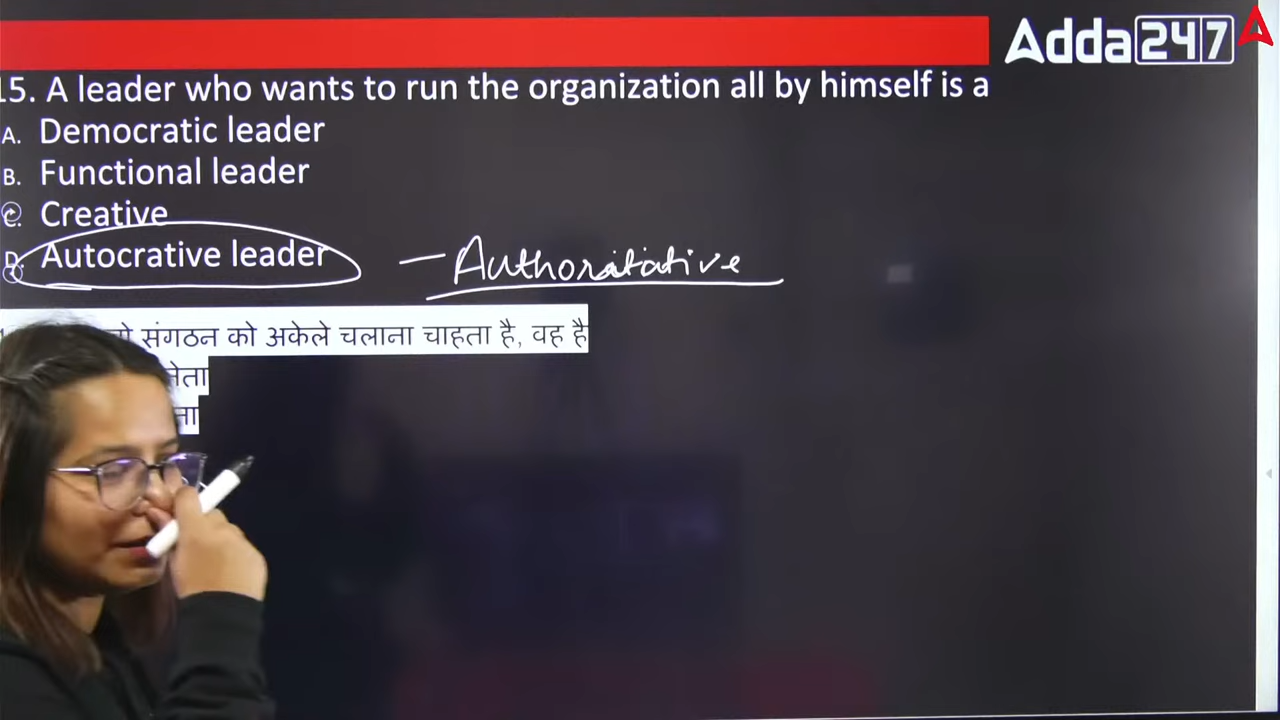 Adda247
15. A leader who wants to run the organization all by himself is a
A. Democratic leader
B. Functional leader
C. Creative
D. Autocrative leader — Authoritative
संगठन को अकेले चलाना चाहता है, वह है